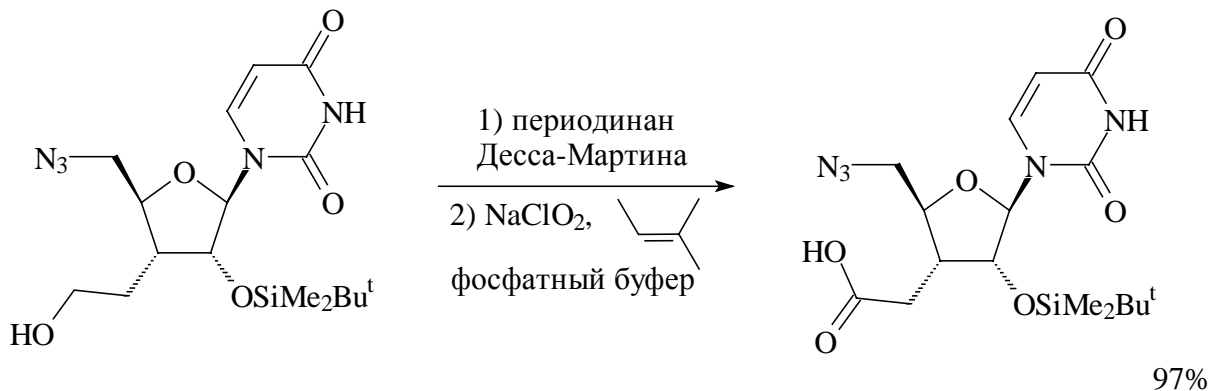 O
NH
N
O
N₃
O
HO
OSiMe₂Buᵗ
1) периодинан
Десса-Мартина
2) NaClO₂,
фосфатный буфер
O
NH
N
O
N₃
O
HO
O
OSiMe₂Buᵗ
97%